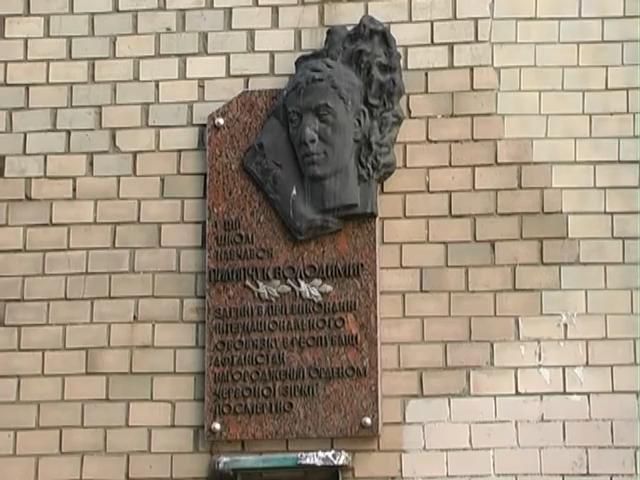 В ЦІЙ
ШКОЛІ
НАВЧАВСЯ
ВОЛОДИМИР
ЗАГИНУВ ПРИ ВИКОНАННІ
ІНТЕРНАЦІОНАЛЬНОГО
ОБОВ'ЯЗКУ В РЕСПУБЛІЦІ
АФГАНІСТАН
НАГОРОДЖЕНИЙ ОРДЕНОМ
ЧЕРВОНОЇ ЗІРКИ
ПОСМЕРТНО